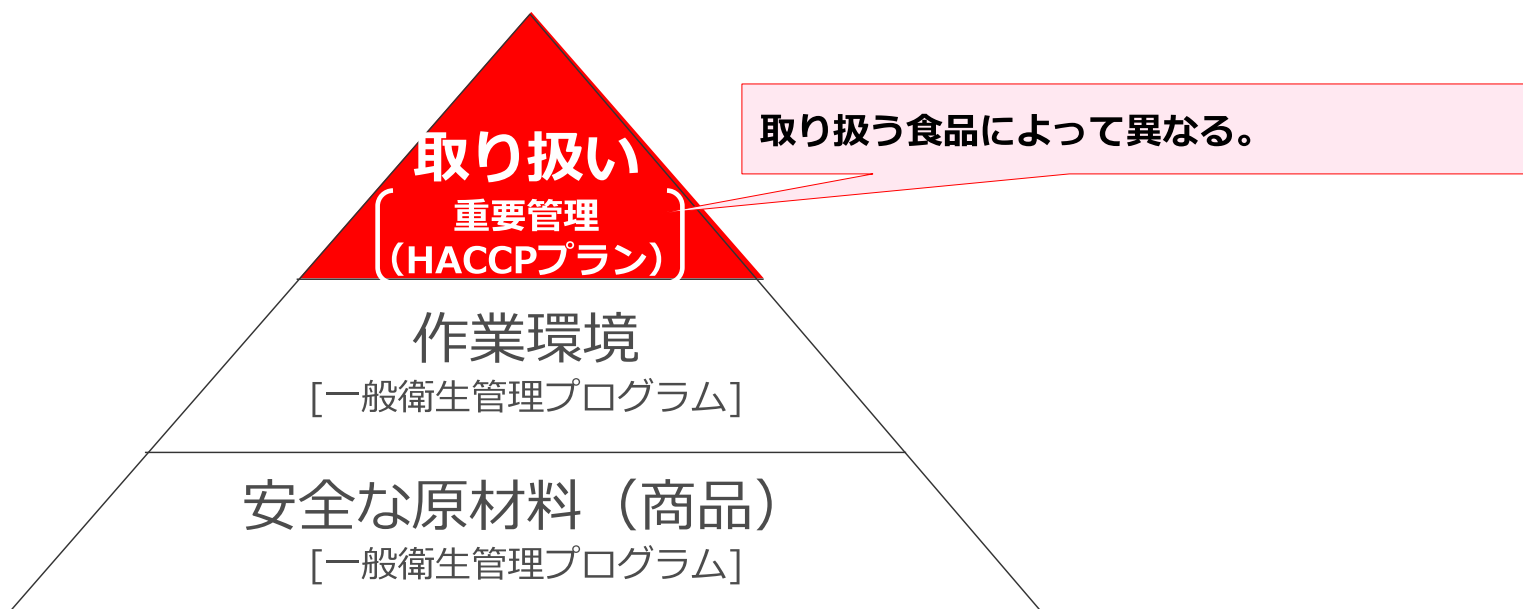 取り扱い
重要管理
（HACCPプラン）
取り扱う食品によって異なる。
作業環境
[一般衛生管理プログラム]
安全な原材料（商品）
[一般衛生管理プログラム]